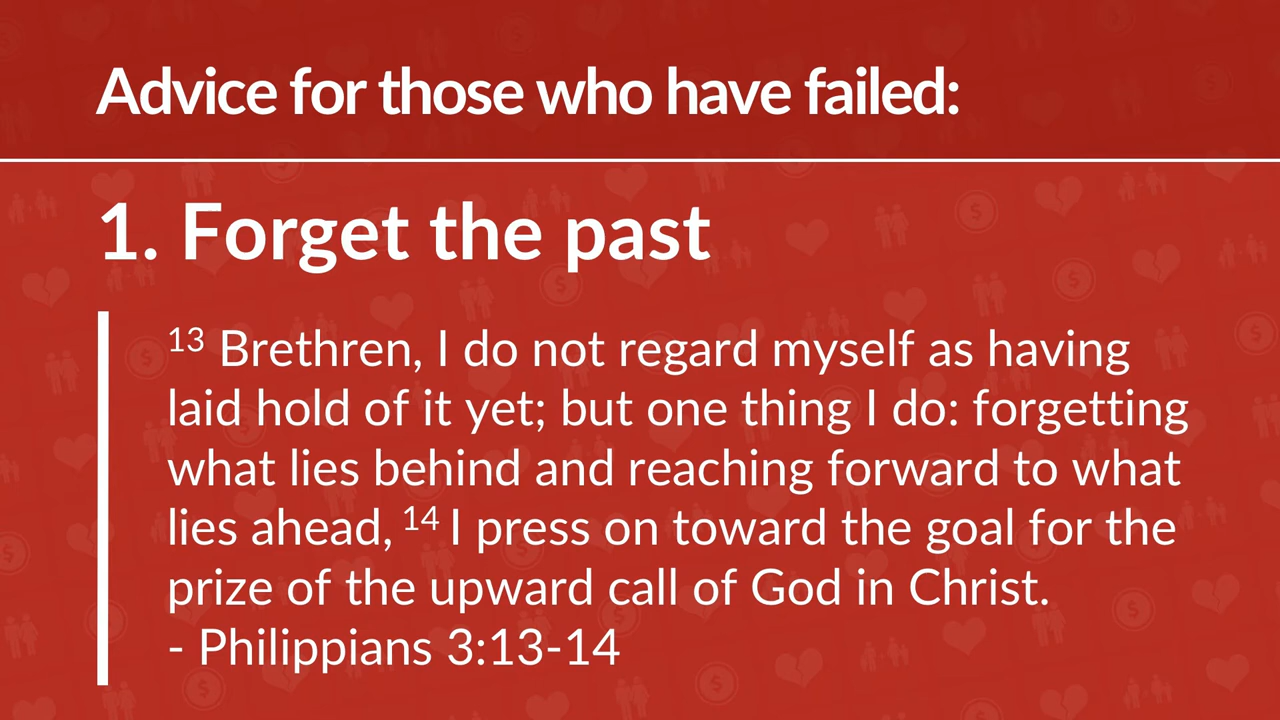 Advice for those who have failed:
1. Forget the past
13 Brethren, I do not regard myself as having
laid hold of it yet; but one thing I do: forgetting
what lies behind and reaching forward to what
lies ahead, 14 I press on toward the goal for the
prize of the upward call of God in Christ.
- Philippians 3:13-14